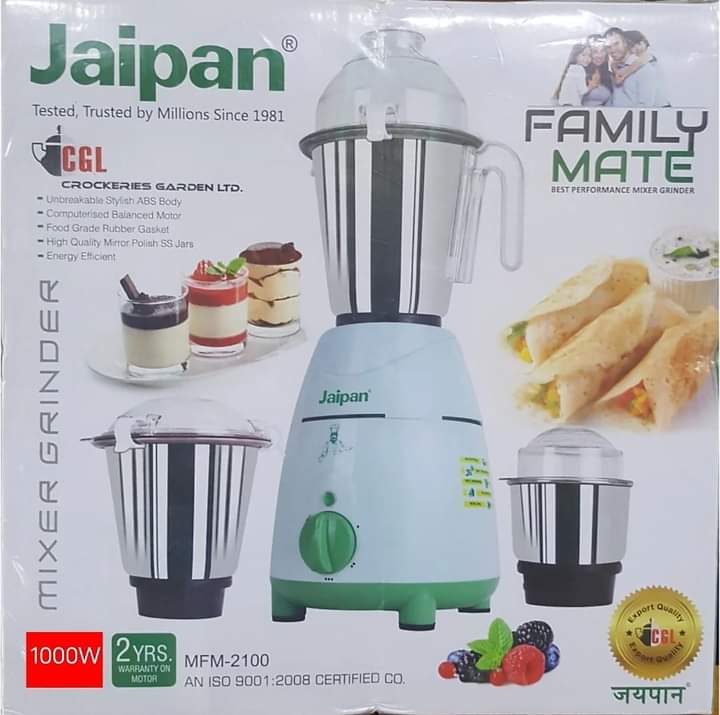 Jaipan®
Tested, Trusted by Millions Since 1981
CGL
CROCKERIES GARDEN LTD.
Unbreakable Stylish ABS Body
Computerised Balanced Motor
Food Grade Rubber Gasket
High Quality Mirror Polish SS Jars
Energy Efficient
FAMILY
MATE
BEST PERFORMANCE MIXER GRINDER
MIXER GRINDER
Jaipan®
1000W
2 YRS.
WARRANTY ON
MOTOR
MFM-2100
AN ISO 9001:2008 CERTIFIED CO.
Export Quality
CGL
Export Quality
जयपान®